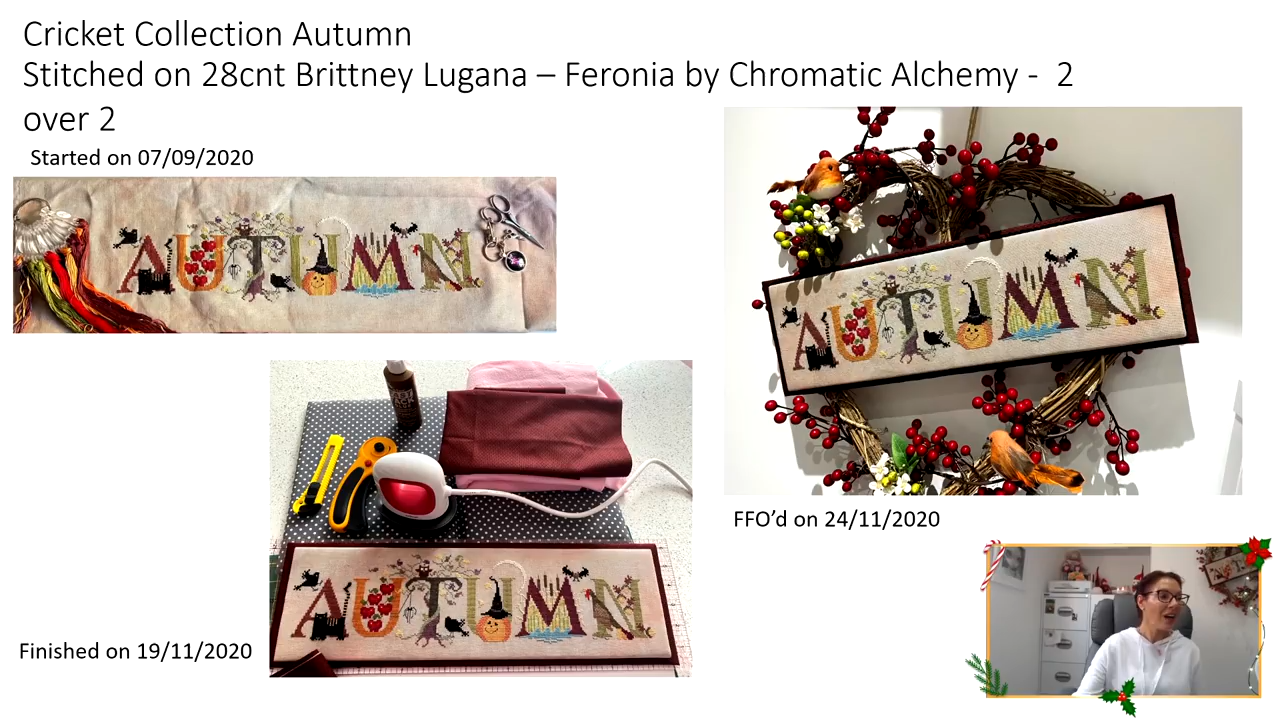 Cricket Collection Autumn
Stitched on 28cnt Brittney Lugana – Feronia by Chromatic Alchemy -  2
over 2
Started on 07/09/2020
AUTUMN
AUTUMN
FFO’d on 24/11/2020
AUTUMN
Finished on 19/11/2020